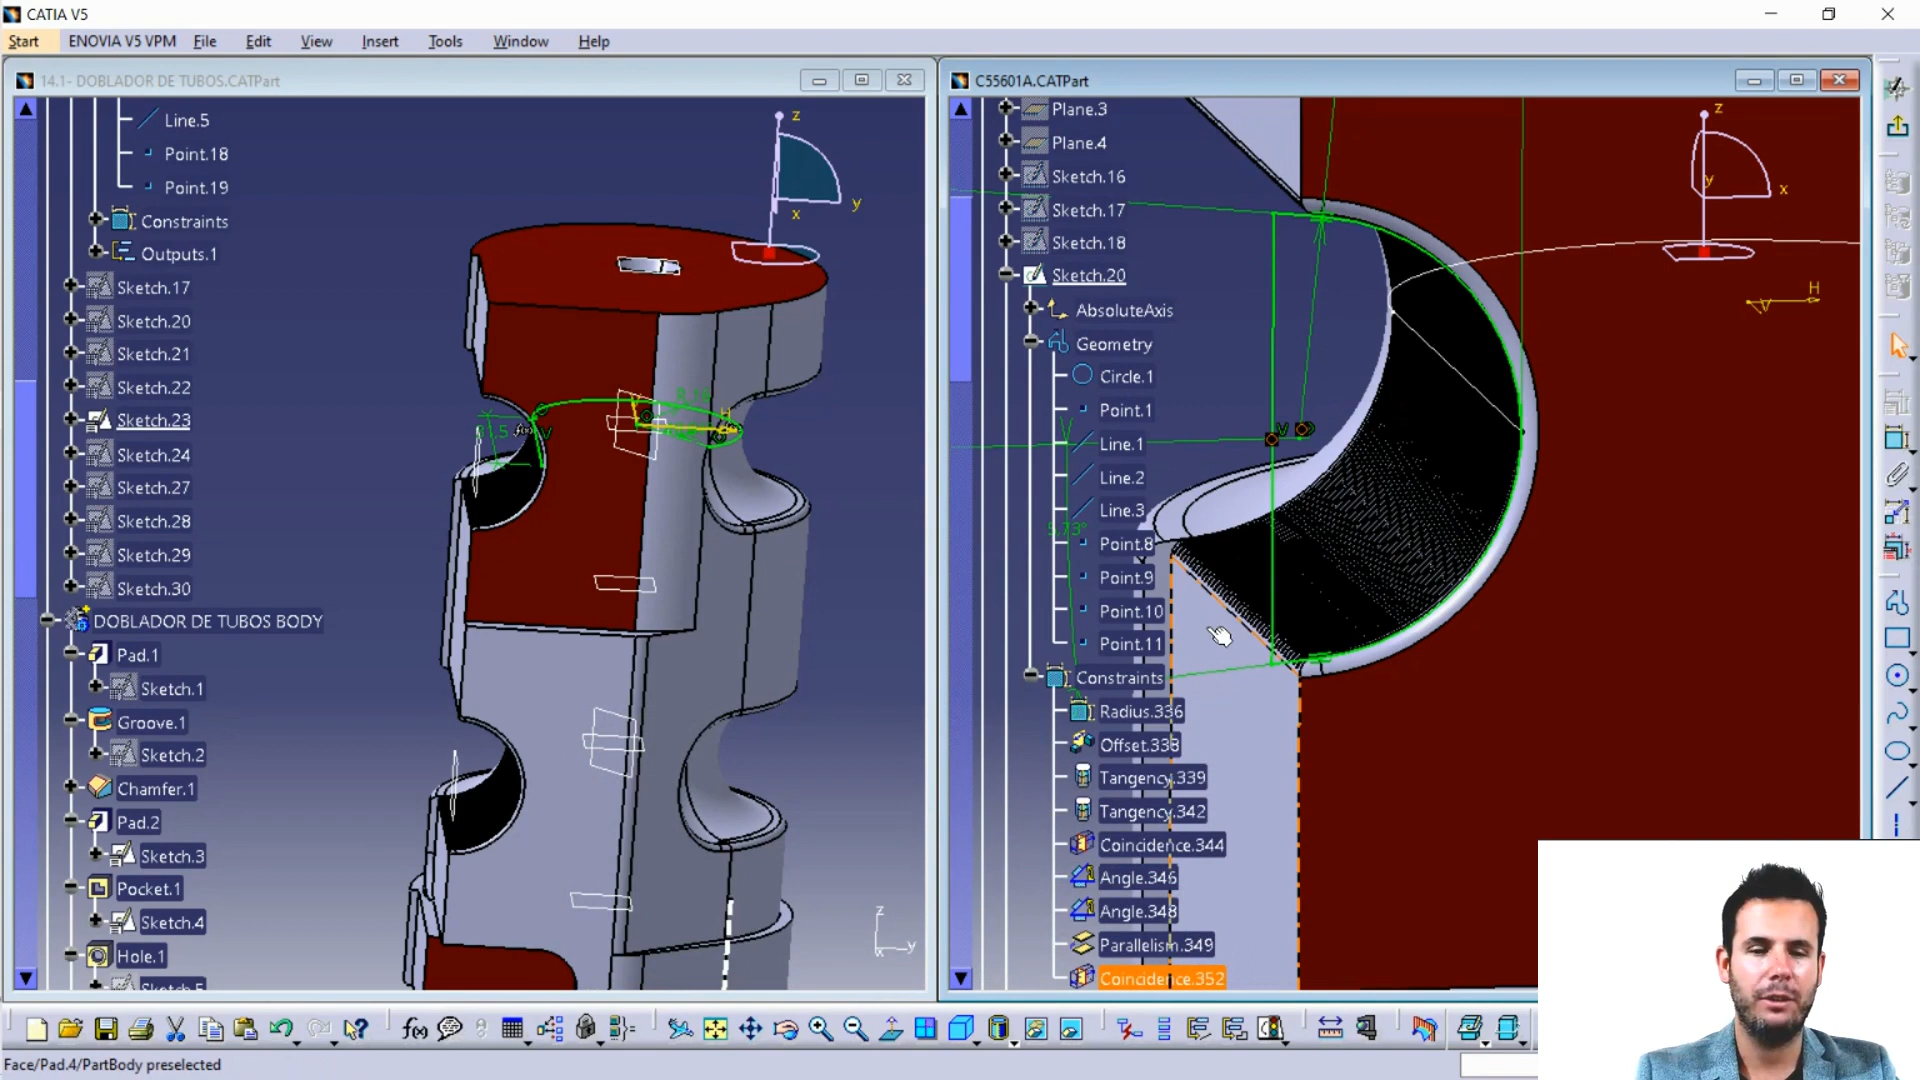 CATIA V5
Start ENOVIA V5 VPM File Edit View Insert Tools Window Help
14.1- DOBLADOR DE TUBOS.CATPart
Line.5
Point.18
Point.19
Constraints
Outputs.1
Sketch.17
Sketch.20
Sketch.21
Sketch.22
Sketch.23
Sketch.24
Sketch.27
Sketch.28
Sketch.29
Sketch.30
DOBLADOR DE TUBOS BODY
Pad.1
Sketch.1
Groove.1
Sketch.2
Chamfer.1
Pad.2
Sketch.3
Pocket.1
Sketch.4
Hole.1
Sketch.5
z
y
x
H
V
z
y
C55601A.CATPart
Plane.3
Plane.4
Sketch.16
Sketch.17
Sketch.18
Sketch.20
AbsoluteAxis
Geometry
Circle.1
Point.1
Line.1
Line.2
Line.3
Point.8
Point.9
Point.10
Point.11
Constraints
Radius.336
Offset.338
Tangency.339
Tangency.342
Coincidence.344
Angle.346
Angle.348
Parallelism.349
Coincidence.352
z
y
x
H
V
V
f(x)
Face/Pad.4/PartBody preselected